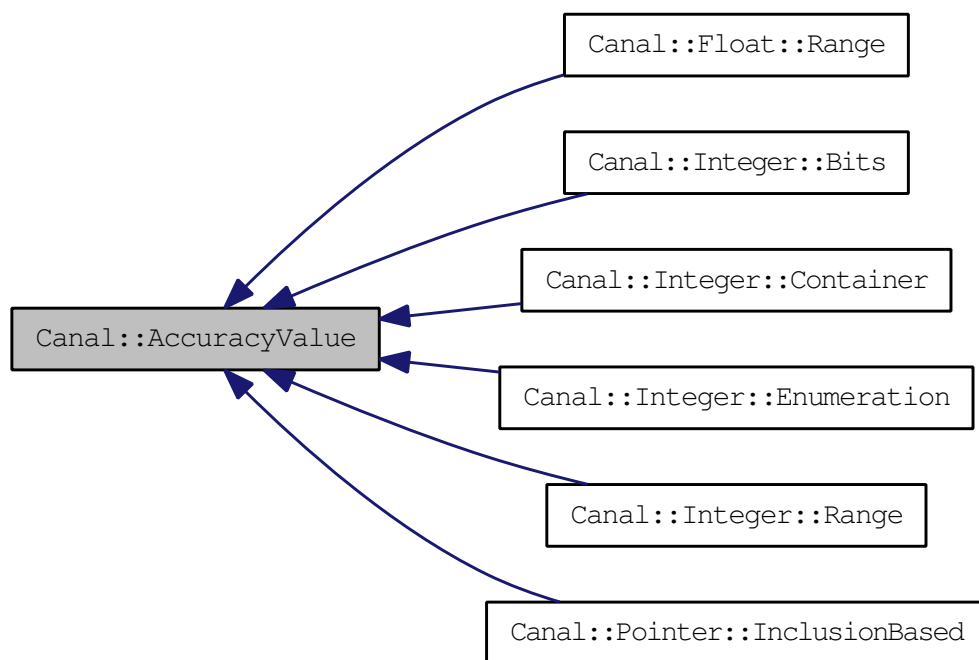 Canal::Float::Range
Canal::Integer::Bits
Canal::Integer::Container
Canal::AccuracyValue
Canal::Integer::Enumeration
Canal::Integer::Range
Canal::Pointer::InclusionBased